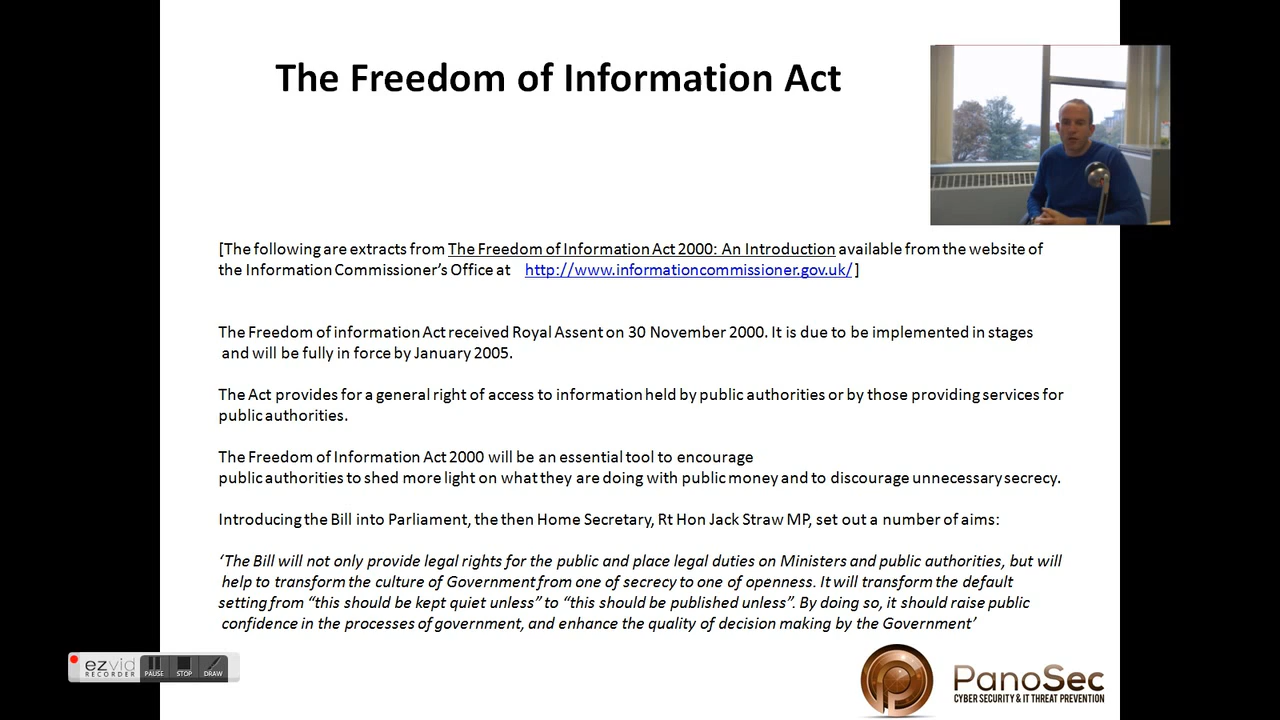 The Freedom of Information Act
[The following are extracts from The Freedom of Information Act 2000: An Introduction available from the website of
the Information Commissioner’s Office at http://www.informationcommissioner.gov.uk/]
The Freedom of information Act received Royal Assent on 30 November 2000. It is due to be implemented in stages
and will be fully in force by January 2005.
The Act provides for a general right of access to information held by public authorities or by those providing services for
public authorities.
The Freedom of Information Act 2000 will be an essential tool to encourage
public authorities to shed more light on what they are doing with public money and to discourage unnecessary secrecy.
Introducing the Bill into Parliament, the then Home Secretary, Rt Hon Jack Straw MP, set out a number of aims:
‘The Bill will not only provide legal rights for the public and place legal duties on Ministers and public authorities, but will
help to transform the culture of Government from one of secrecy to one of openness. It will transform the default
setting from “this should be kept quiet unless” to “this should be published unless”. By doing so, it should raise public
confidence in the processes of government, and enhance the quality of decision making by the Government’
ezvid
RECORDER
PAUSE
STOP
DRAW
PanoSec
CYBER SECURITY & IT THREAT PREVENTION